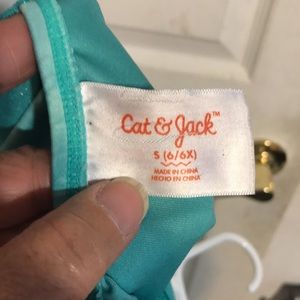 Cat & Jack™
S (6/6X)
MADE IN CHINA
HECHO EN CHINA